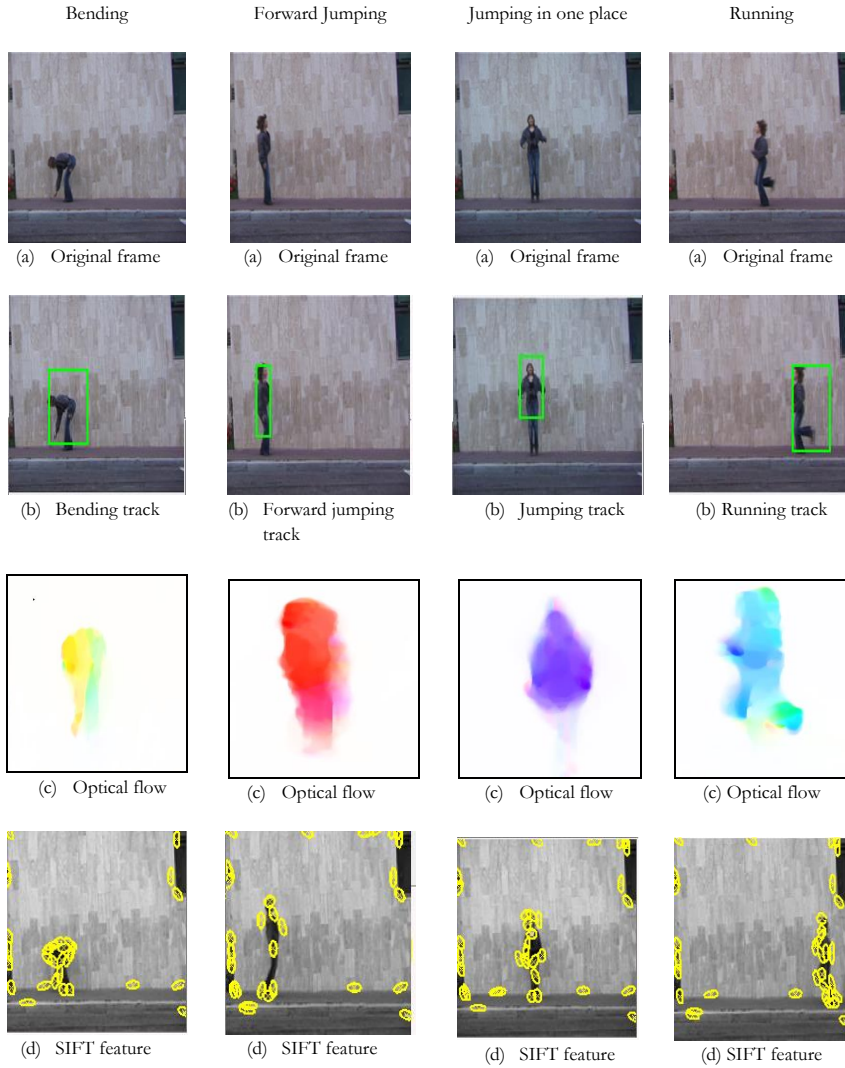 Bending Forward Jumping Jumping in one place Running
(a) Original frame (a) Original frame (a) Original frame (a) Original frame
(b) Bending track (b) Forward jumping track (b) Jumping track (b) Running track
(c) Optical flow (c) Optical flow (c) Optical flow (c) Optical flow
(d) SIFT feature (d) SIFT feature (d) SIFT feature (d) SIFT feature